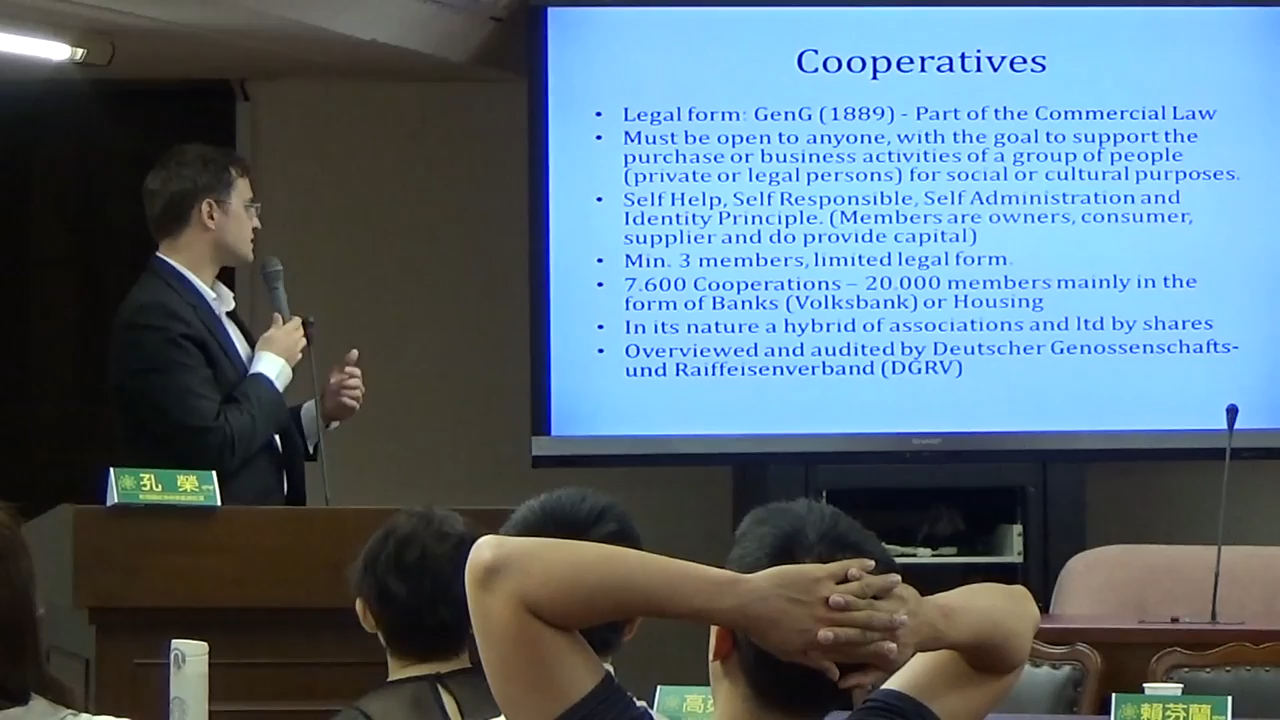 Cooperatives
• Legal form: GenG (1889) - Part of the Commercial Law
• Must be open to anyone, with the goal to support the
purchase or business activities of a group of people
(private or legal persons) for social or cultural purposes.
• Self Help, Self Responsible, Self Administration and
Identity Principle. (Members are owners, consumer,
supplier and do provide capital)
• Min. 3 members, limited legal form.
• 7.600 Cooperations – 20.000 members mainly in the
form of Banks (Volksbank) or Housing
• In its nature a hybrid of associations and ltd by shares
• Overviewed and audited by Deutscher Genossenschafts-
und Raiffeisenverband (DGRV)
SHARP
孔 榮
高
賴芬蘭